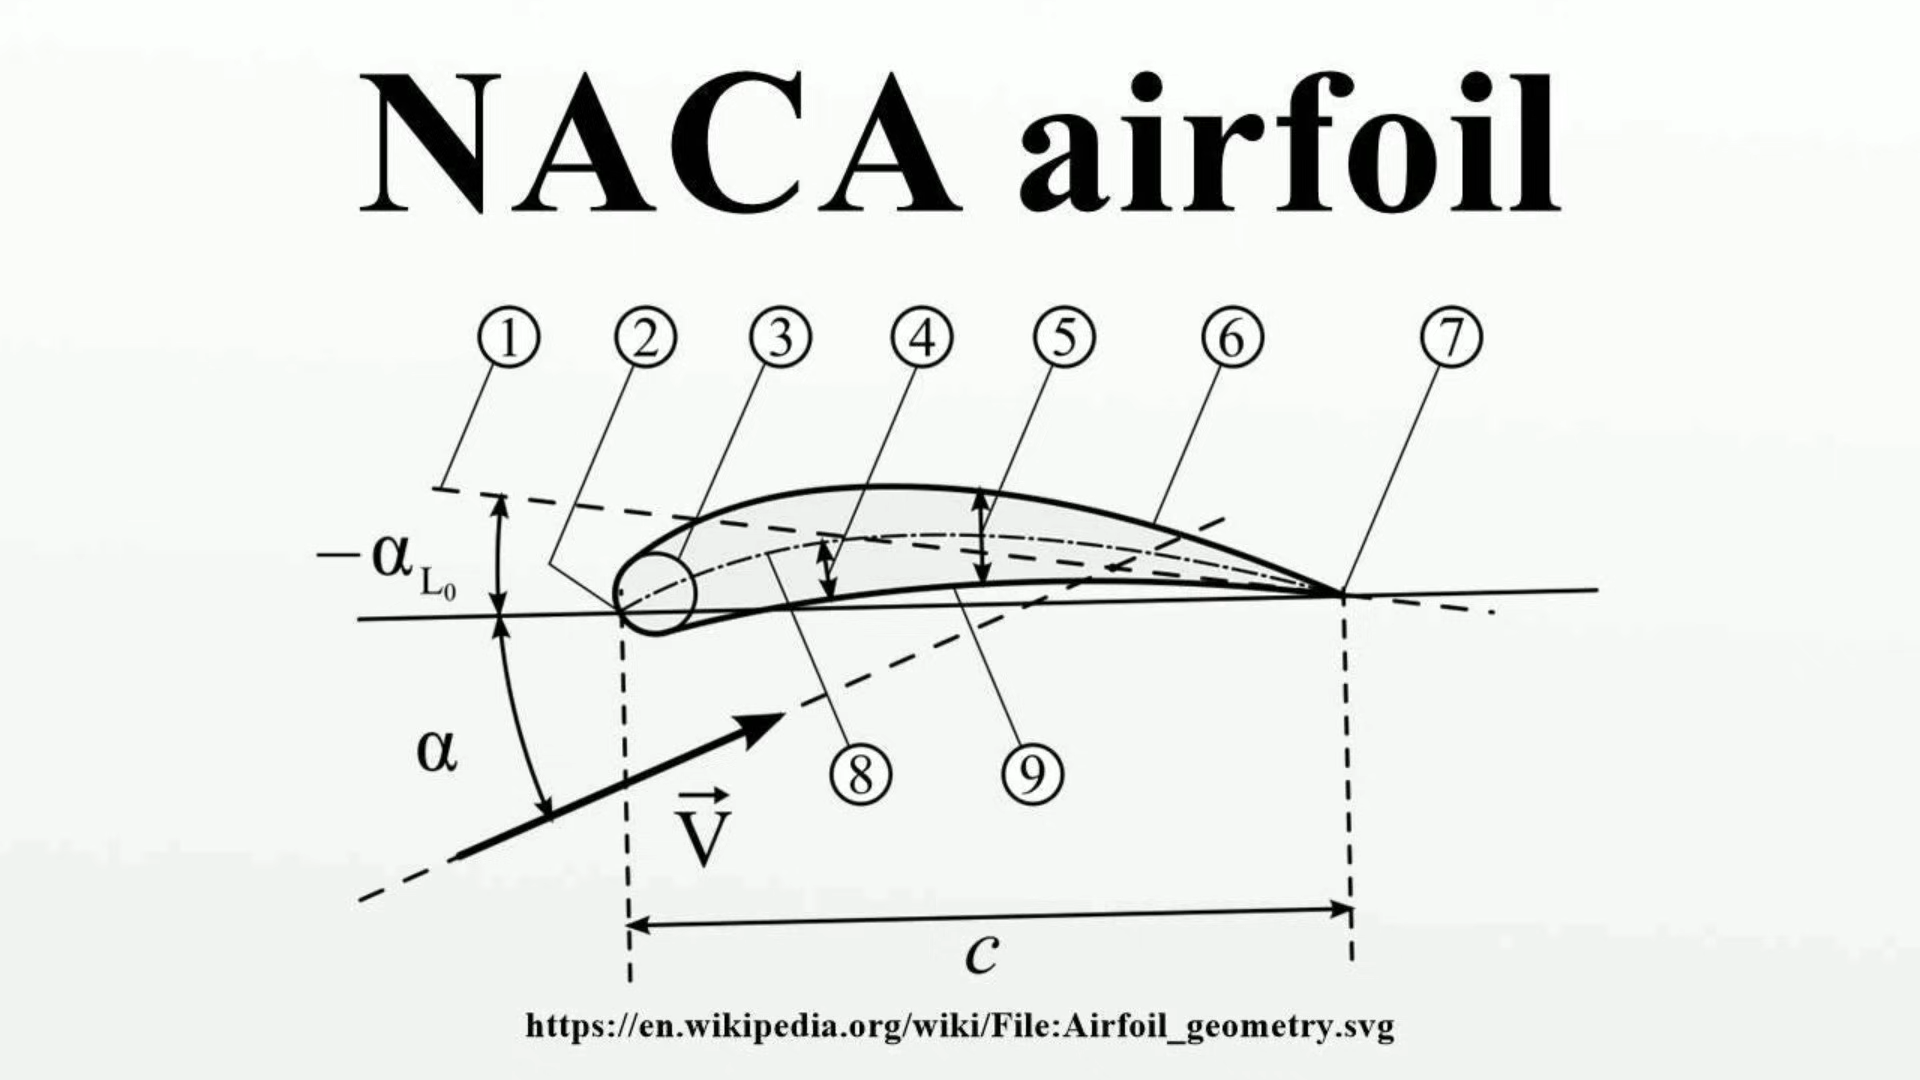 NACA airfoil
① ② ③ ④ ⑤ ⑥ ⑦
−α L₀
α
V⃗
⑧ ⑨
c
https://en.wikipedia.org/wiki/File:Airfoil_geometry.svg